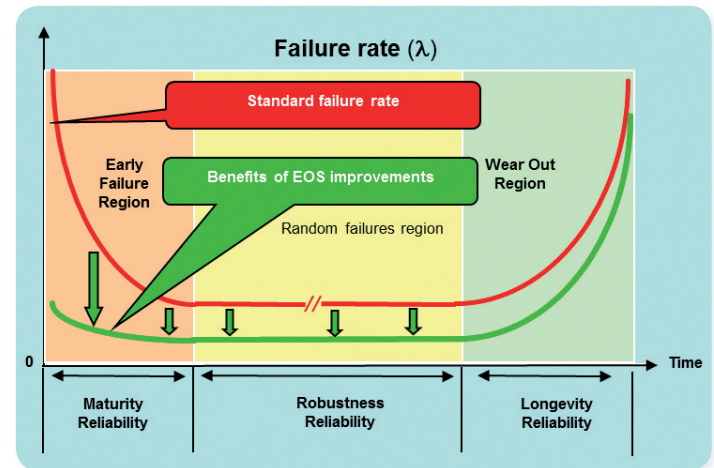 Failure rate (λ)
Standard failure rate
Early
Failure
Region
Benefits of EOS improvements
Wear Out
Region
Random failures region
0
Time
Maturity
Reliability
Robustness
Reliability
Longevity
Reliability